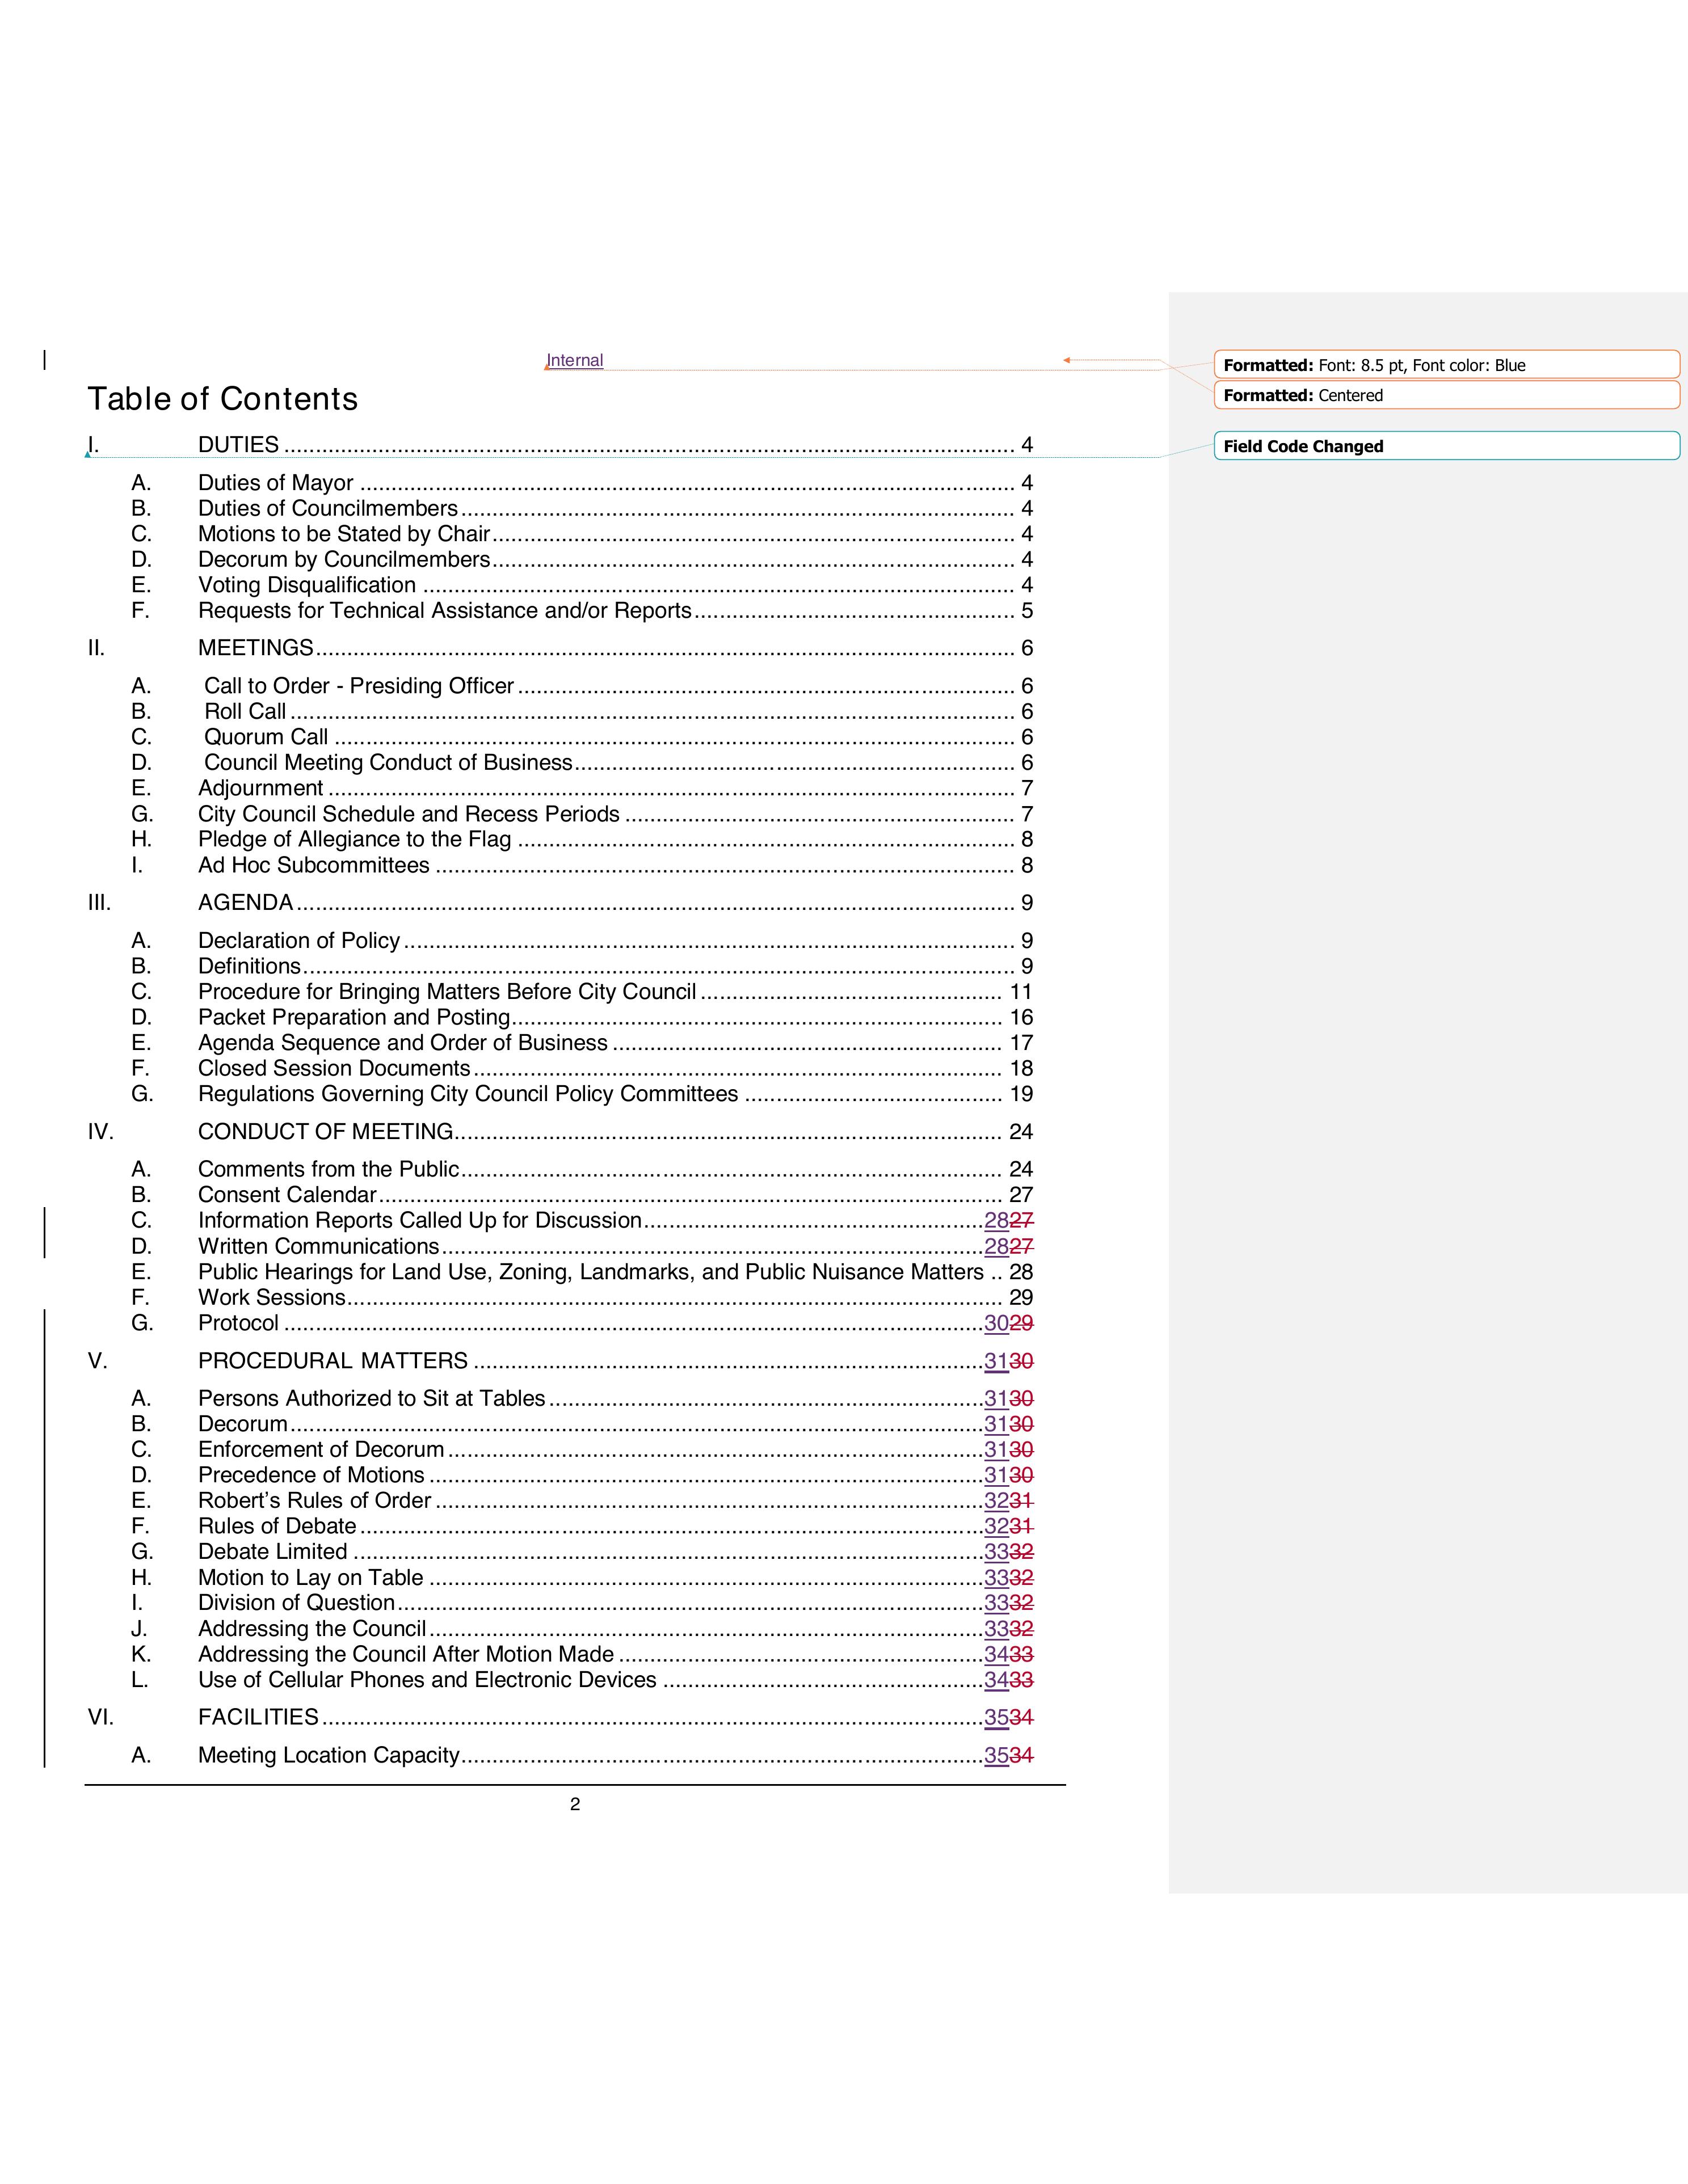 Internal
Formatted: Font: 8.5 pt, Font color: Blue
Formatted: Centered
Table of Contents
I. DUTIES ........ 4
Field Code Changed
A. Duties of Mayor ........ 4
B. Duties of Councilmembers ........ 4
C. Motions to be Stated by Chair ........ 4
D. Decorum by Councilmembers ........ 4
E. Voting Disqualification ........ 4
F. Requests for Technical Assistance and/or Reports ........ 5
II. MEETINGS ........ 6
A. Call to Order - Presiding Officer ........ 6
B. Roll Call ........ 6
C. Quorum Call ........ 6
D. Council Meeting Conduct of Business ........ 6
E. Adjournment ........ 7
G. City Council Schedule and Recess Periods ........ 7
H. Pledge of Allegiance to the Flag ........ 8
I. Ad Hoc Subcommittees ........ 8
III. AGENDA ........ 9
A. Declaration of Policy ........ 9
B. Definitions ........ 9
C. Procedure for Bringing Matters Before City Council ........ 11
D. Packet Preparation and Posting ........ 16
E. Agenda Sequence and Order of Business ........ 17
F. Closed Session Documents ........ 18
G. Regulations Governing City Council Policy Committees ........ 19
IV. CONDUCT OF MEETING ........ 24
A. Comments from the Public ........ 24
B. Consent Calendar ........ 27
C. Information Reports Called Up for Discussion ........ 2827
D. Written Communications ........ 2827
E. Public Hearings for Land Use, Zoning, Landmarks, and Public Nuisance Matters .. 28
F. Work Sessions ........ 29
G. Protocol ........ 3029
V. PROCEDURAL MATTERS ........ 3130
A. Persons Authorized to Sit at Tables ........ 3130
B. Decorum ........ 3130
C. Enforcement of Decorum ........ 3130
D. Precedence of Motions ........ 3130
E. Robert’s Rules of Order ........ 3231
F. Rules of Debate ........ 3231
G. Debate Limited ........ 3332
H. Motion to Lay on Table ........ 3332
I. Division of Question ........ 3332
J. Addressing the Council ........ 3332
K. Addressing the Council After Motion Made ........ 3433
L. Use of Cellular Phones and Electronic Devices ........ 3433
VI. FACILITIES ........ 3534
A. Meeting Location Capacity ........ 3534
2